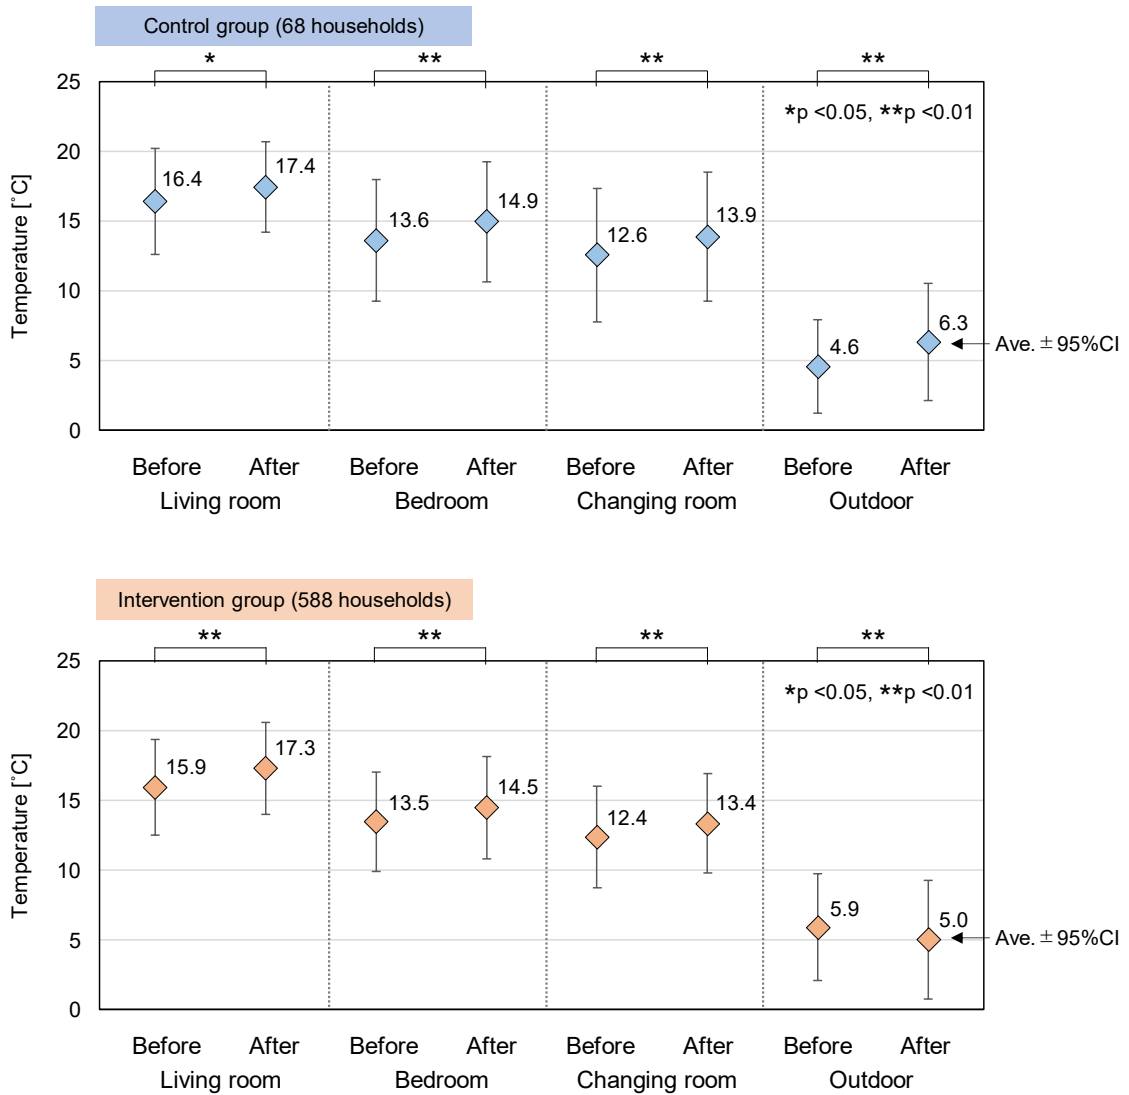 Control group (68 households)
* ** ** **
25
*p <0.05, **p <0.01
20
17.4
16.4
15
14.9
13.6
13.9
12.6
10
6.3
4.6
Ave. ± 95%CI
5
0
Temperature [˚C]
Before After Before After Before After Before After
Living room Bedroom Changing room Outdoor
Intervention group (588 households)
** ** ** **
25
*p <0.05, **p <0.01
20
17.3
15.9
15
14.5
13.5
13.4
12.4
10
5.9
5.0
Ave. ± 95%CI
5
0
Temperature [˚C]
Before After Before After Before After Before After
Living room Bedroom Changing room Outdoor